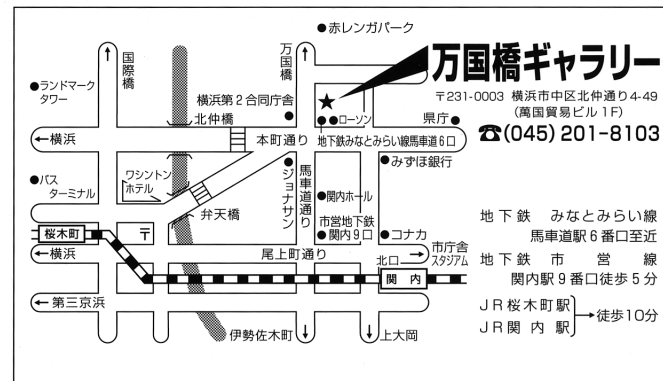 赤レンガパーク
国際橋
万国橋
万国橋ギャラリー
ランドマーク
タワー
〒231-0003 横浜市中区北仲通り4-49
(萬国貿易ビル1F)
☎(045) 201-8103
横浜第2合同庁舎
北仲橋
ローソン
県庁
←横浜
本町通り
地下鉄みなとみらい線馬車道6口
みずほ銀行
バス
ターミナル
ワシントン
ホテル
ジョナサン
馬車道通り
関内ホール
弁天橋
市営地下鉄
関内9口
コナカ
桜木町
〒
←横浜
尾上町通り
北口
市庁舎
スタジアム
関内
←第三京浜
伊勢佐木町
上大岡
地下鉄 みなとみらい線
馬車道駅6番口至近
地下鉄市営線
関内駅9番口徒歩5分
JR桜木町駅
JR関内駅
→徒歩10分